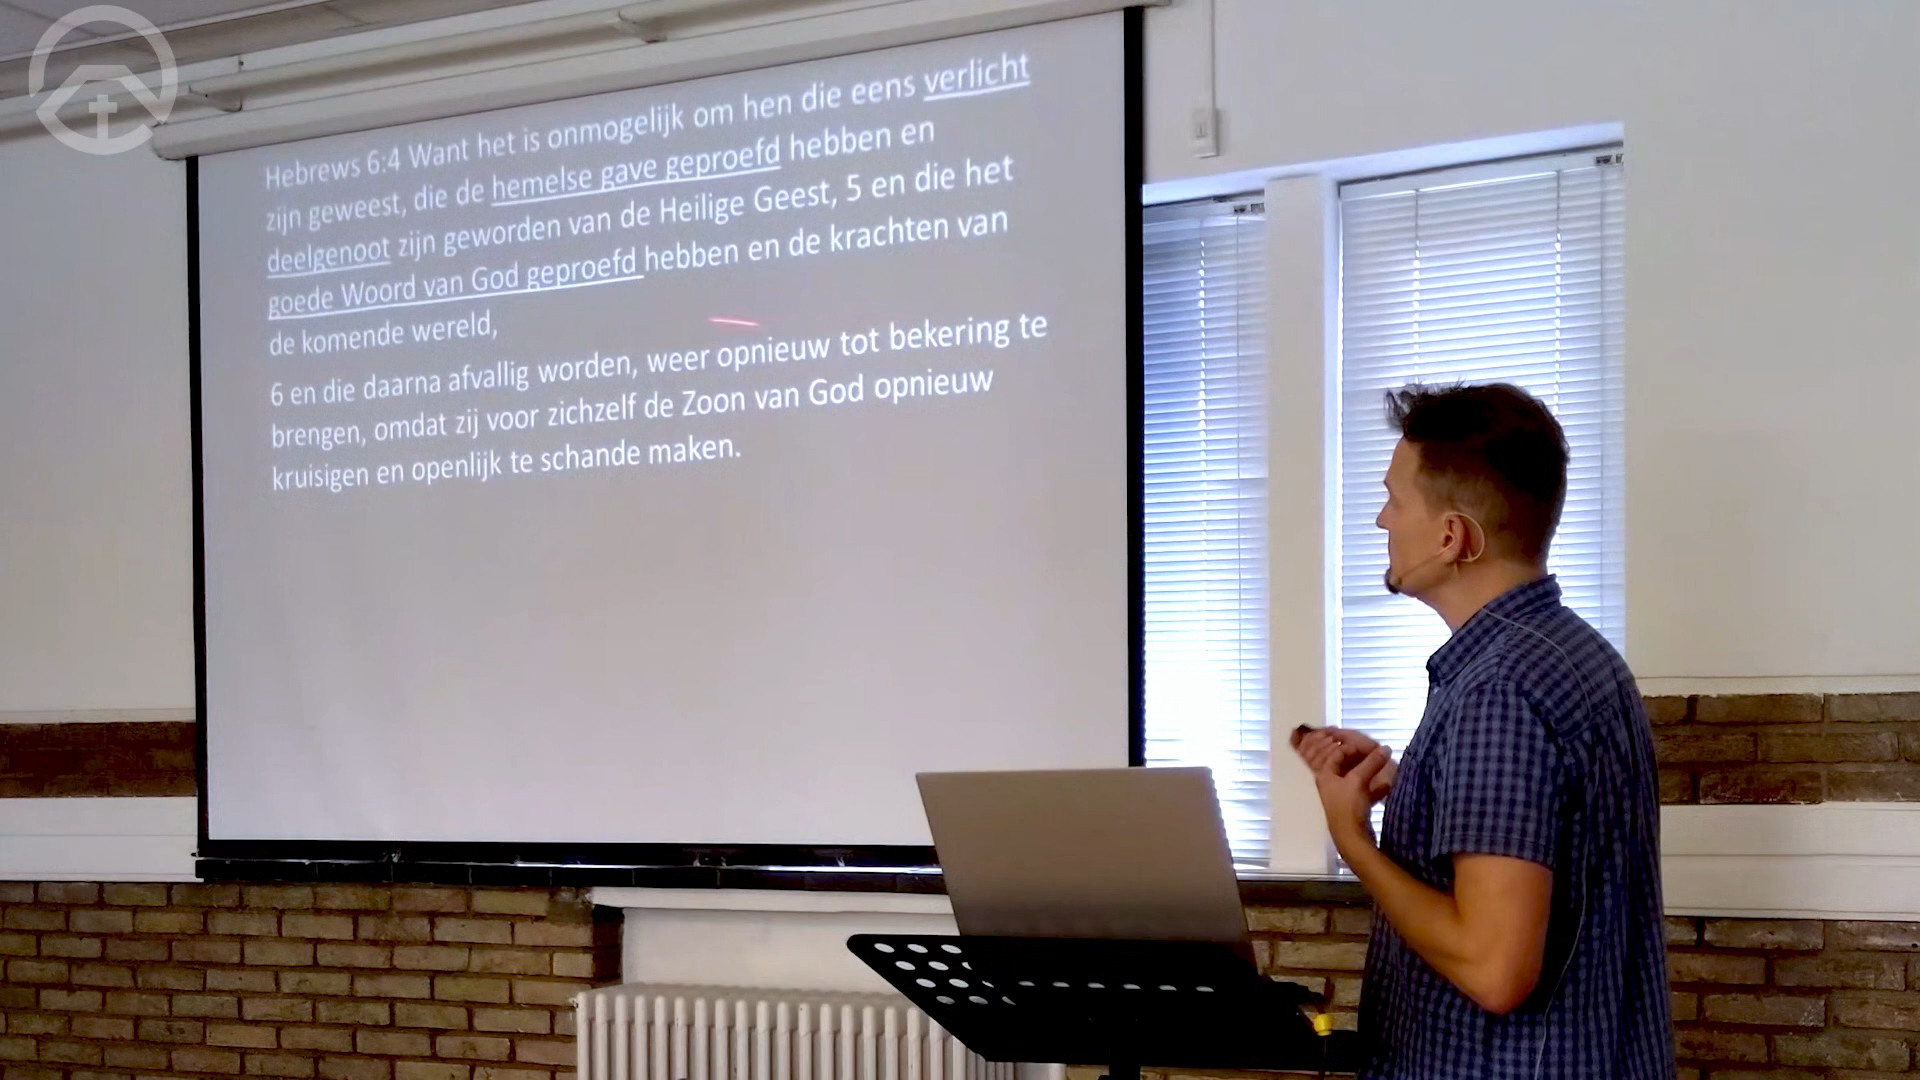 Hebrews 6:4 Want het is onmogelijk om hen die eens verlicht
zijn geweest, die de hemelse gave geproefd hebben en
deelgenoot zijn geworden van de Heilige Geest, 5 en die het
goede Woord van God geproefd hebben en de krachten van
de komende wereld,
6 en die daarna afvallig worden, weer opnieuw tot bekering te
brengen, omdat zij voor zichzelf de Zoon van God opnieuw
kruisigen en openlijk te schande maken.